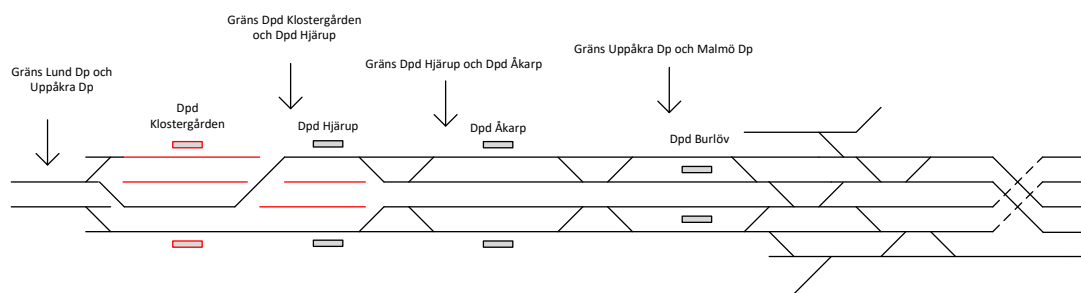 Gräns Dpd Klostergården
och Dpd Hjärup
Gräns Uppåkra Dp och Malmö Dp
Gräns Dpd Hjärup och Dpd Åkarp
Gräns Lund Dp och
Uppåkra Dp
Dpd
Klostergården
Dpd Hjärup
Dpd Åkarp
Dpd Burlöv